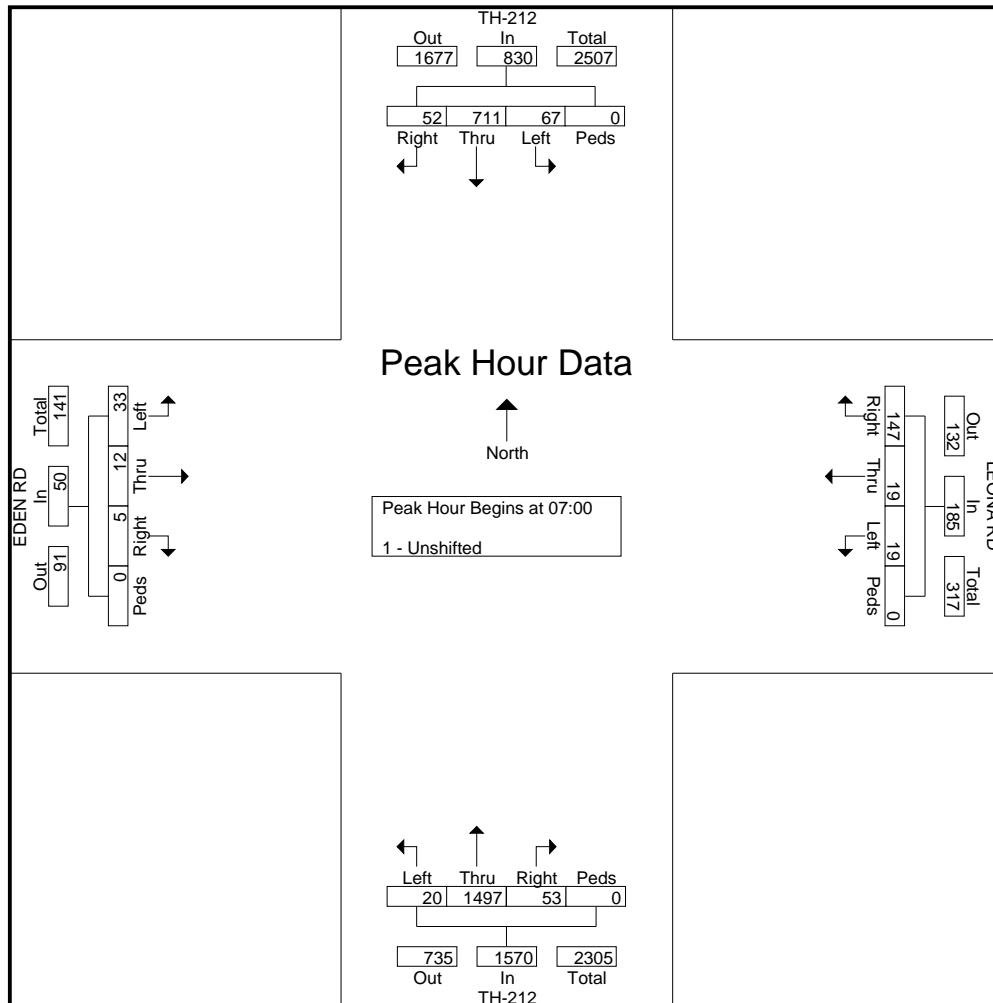 TH-212
Out In Total
1677 830 2507
52 711 67 0
Right Thru Left Peds
Peak Hour Data
North
Peak Hour Begins at 07:00
1 - Unshifted
EDEN RD
Total In Out
141 50 91
33 12 5 0
Left Thru Right Peds
Right Thru Left Peds
147 19 19 0
Out In Total
132 185 317
RD
Left Thru Right Peds
20 1497 53 0
735 1570 2305
Out In Total
TH-212